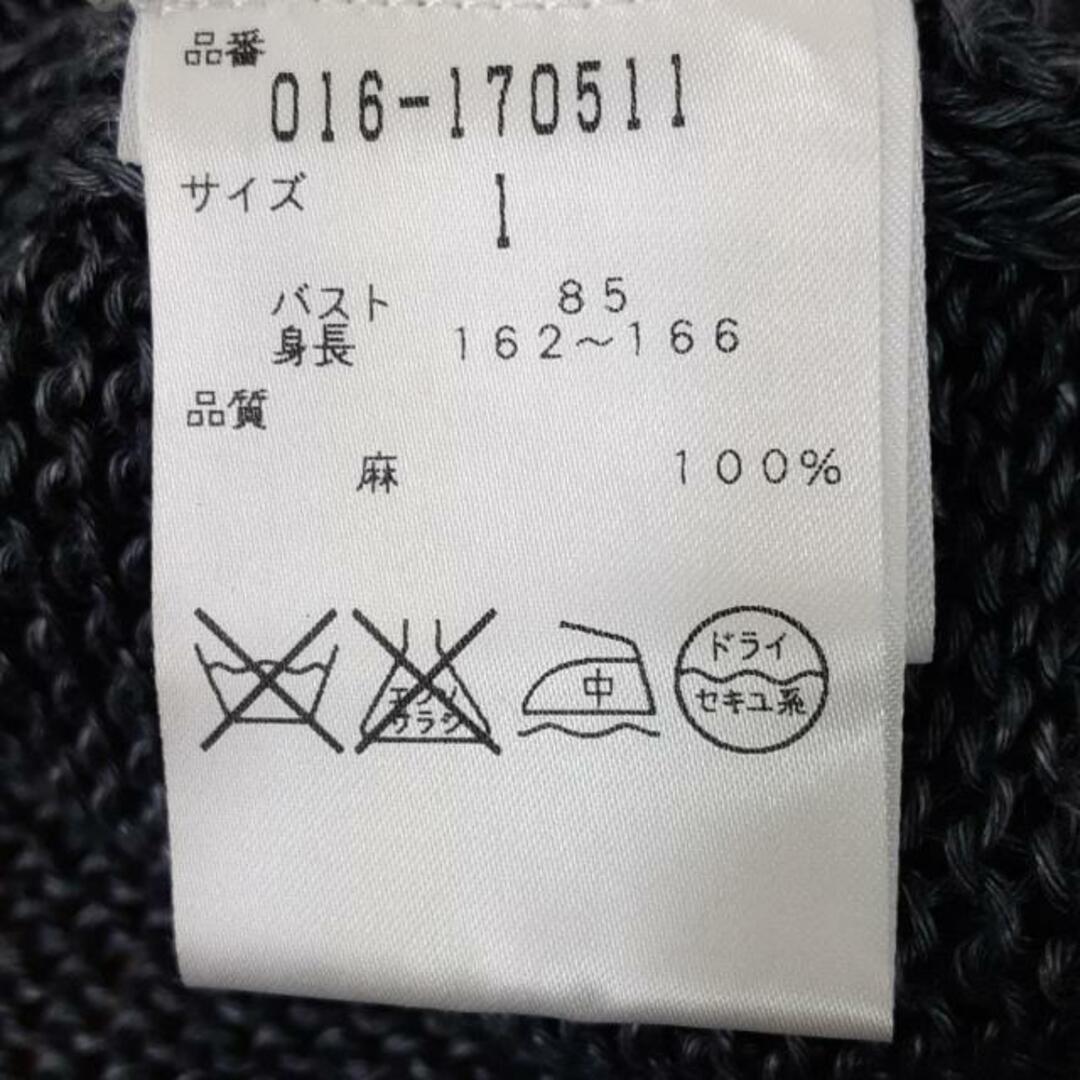 品番
016-170511
サイズ 1
バスト 85
身長 162～166
品質
麻 100%
エンソ
サラシ
中
ドライ
セキユ系